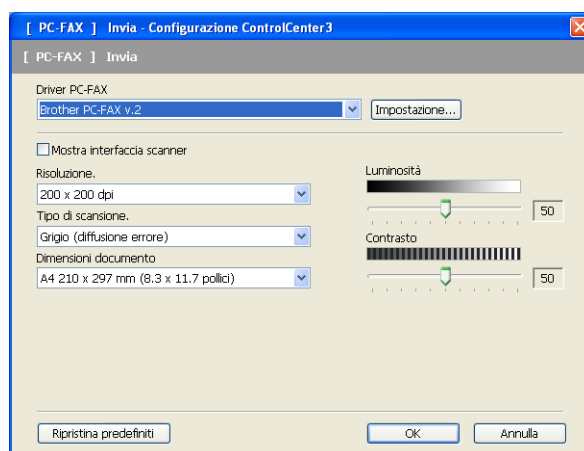 [ PC-FAX ] Invia - Configurazione ControlCenter3
[ PC-FAX ] Invia
Driver PC-FAX
Brother PC-FAX v.2
Impostazione...
Mostra interfaccia scanner
Risoluzione.
Luminosità
200 x 200 dpi
50
Tipo di scansione.
Grigio (diffusione errore)
Contrasto
Dimensioni documento
A4 210 x 297 mm (8.3 x 11.7 pollici)
50
Ripristina predefiniti
OK
Annulla